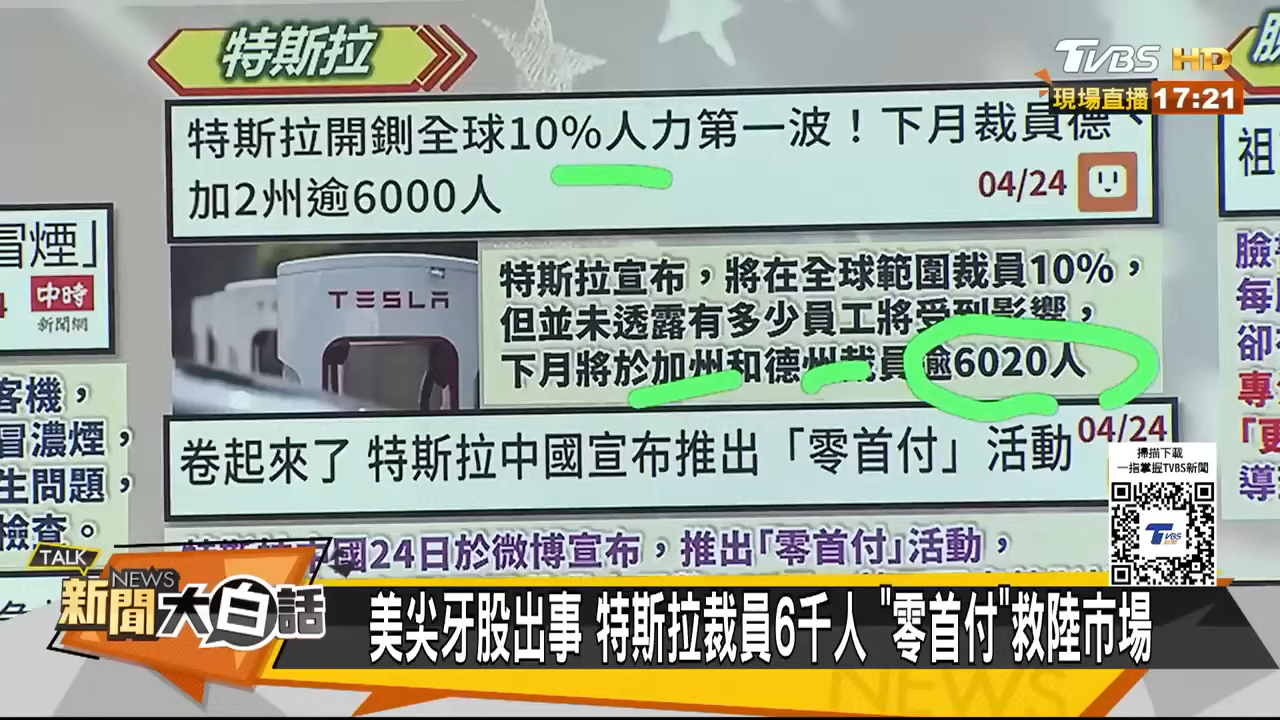 特斯拉
TVBS HD
現場直播 17:21
特斯拉開鍘全球10%人力第一波！下月裁員德、
加2州逾6000人
04/24
冒煙」
中時
新聞網
TESLA
特斯拉宣布，將在全球範圍裁員10%，
但並未透露有多少員工將受到影響，
下月將於加州和德州裁員逾6020人
卷起來了 特斯拉中國宣布推出「零首付」活動
04/24
客機，
冒濃煙，
生問題，
檢查。
祖
臉
每
卻
專
「更
導
掃描下載
一指掌握TVBS新聞
TVBS
特斯拉中國24日於微博宣布，推出「零首付」活動，
TALK
NEWS
新聞大白話
美尖牙股出事 特斯拉裁員6千人 "零首付"救陸市場
NEWS